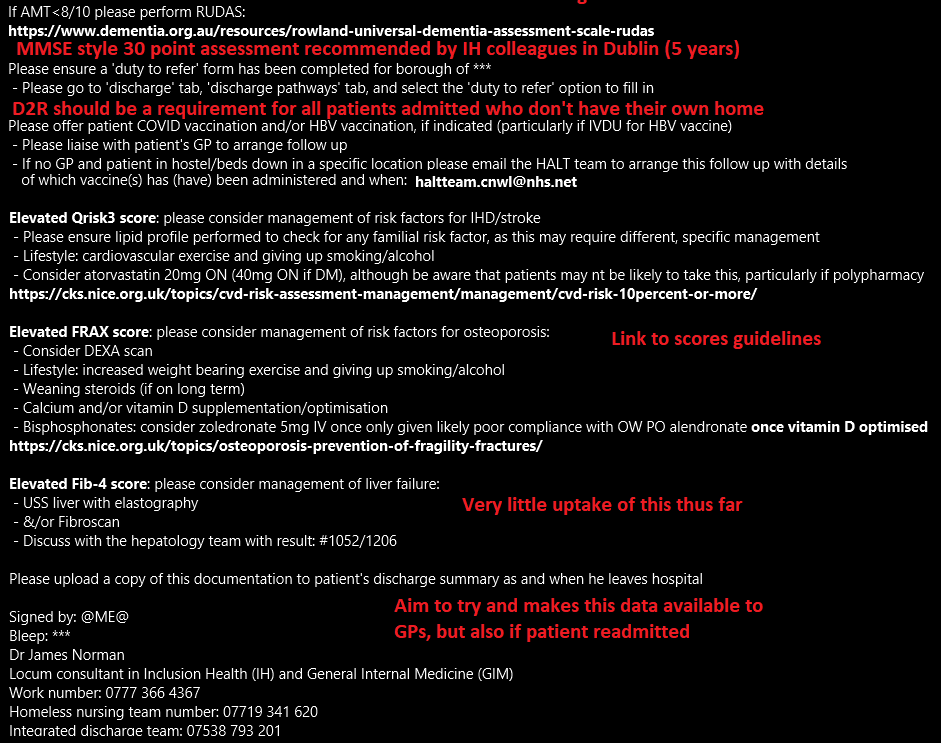 If AMT<8/10 please perform RUDAS:
https://www.dementia.org.au/resources/rowland-universal-dementia-assessment-scale-rudas
MMSE style 30 point assessment recommended by IH colleagues in Dublin (5 years)
Please ensure a 'duty to refer' form has been completed for borough of ***
- Please go to 'discharge' tab, 'discharge pathways' tab, and select the 'duty to refer' option to fill in
D2R should be a requirement for all patients admitted who don't have their own home
Please offer patient COVID vaccination and/or HBV vaccination, if indicated (particularly if IVDU for HBV vaccine)
- Please liaise with patient's GP to arrange follow up
- If no GP and patient in hostel/beds down in a specific location please email the HALT team to arrange this follow up with details
of which vaccine(s) has (have) been administered and when: haltteam.cnwl@nhs.net
Elevated Qrisk3 score: please consider management of risk factors for IHD/stroke
- Please ensure lipid profile performed to check for any familial risk factor, as this may require different, specific management
- Lifestyle: cardiovascular exercise and giving up smoking/alcohol
- Consider atorvastatin 20mg ON (40mg ON if DM), although be aware that patients may nt be likely to take this, particularly if polypharmacy
https://cks.nice.org.uk/topics/cvd-risk-assessment-management/management/cvd-risk-10percent-or-more/
Elevated FRAX score: please consider management of risk factors for osteoporosis:
Link to scores guidelines
- Consider DEXA scan
- Lifestyle: increased weight bearing exercise and giving up smoking/alcohol
- Weaning steroids (if on long term)
- Calcium and/or vitamin D supplementation/optimisation
- Bisphosphonates: consider zoledronate 5mg IV once only given likely poor compliance with OW PO alendronate once vitamin D optimised
https://cks.nice.org.uk/topics/osteoporosis-prevention-of-fragility-fractures/
Elevated Fib-4 score: please consider management of liver failure:
- USS liver with elastography
Very little uptake of this thus far
- &/or Fibroscan
- Discuss with the hepatology team with result: #1052/1206
Please upload a copy of this documentation to patient's discharge summary as and when he leaves hospital
Aim to try and makes this data available to
GPs, but also if patient readmitted
Signed by: @ME@
Bleep: ***
Dr James Norman
Locum consultant in Inclusion Health (IH) and General Internal Medicine (GIM)
Work number: 0777 366 4367
Homeless nursing team number: 07719 341 620
Integrated discharge team: 07538 793 201